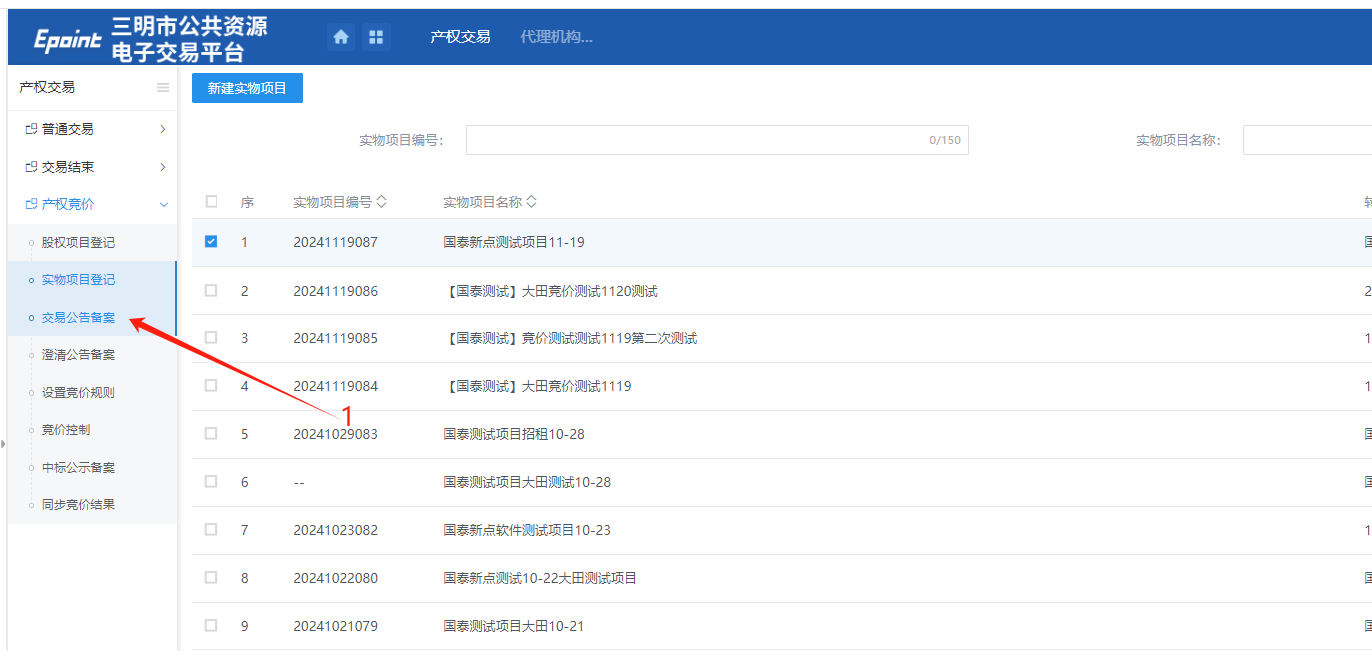 Epoint 三明市公共资源
电子交易平台
产权交易 代理机构...
产权交易
普通交易
交易结束
产权竞价
股权项目登记
实物项目登记
交易公告备案
澄清公告备案
设置竞价规则
竞价控制
中标公示备案
同步竞价结果
新建实物项目
实物项目编号: 0/150 实物项目名称:
序 实物项目编号 实物项目名称
1 20241119087 国泰新点测试项目11-19
2 20241119086 【国泰测试】大田竞价测试1120测试 2
3 20241119085 【国泰测试】竞价测试测试1119第二次测试 1
4 20241119084 【国泰测试】大田竞价测试1119 1
1
5 20241029083 国泰测试项目招租10-28
6 -- 国泰测试项目大田测试10-28
7 20241023082 国泰新点软件测试项目10-23 1
8 20241022080 国泰新点测试10-22大田测试项目
9 20241021079 国泰测试项目大田10-21